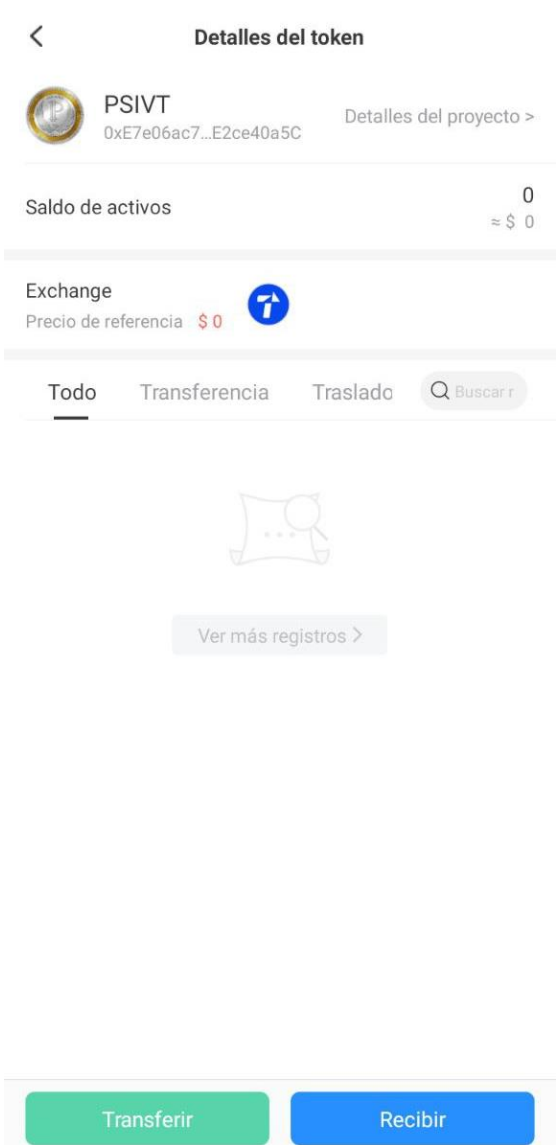 Detalles del token
PSIVT
0xE7e06ac7...E2ce40a5C
Detalles del proyecto >
Saldo de activos
0
≈ $ 0
Exchange
Precio de referencia $ 0
Todo Transferencia Traslado Buscar r
Ver más registros >
Transferir Recibir